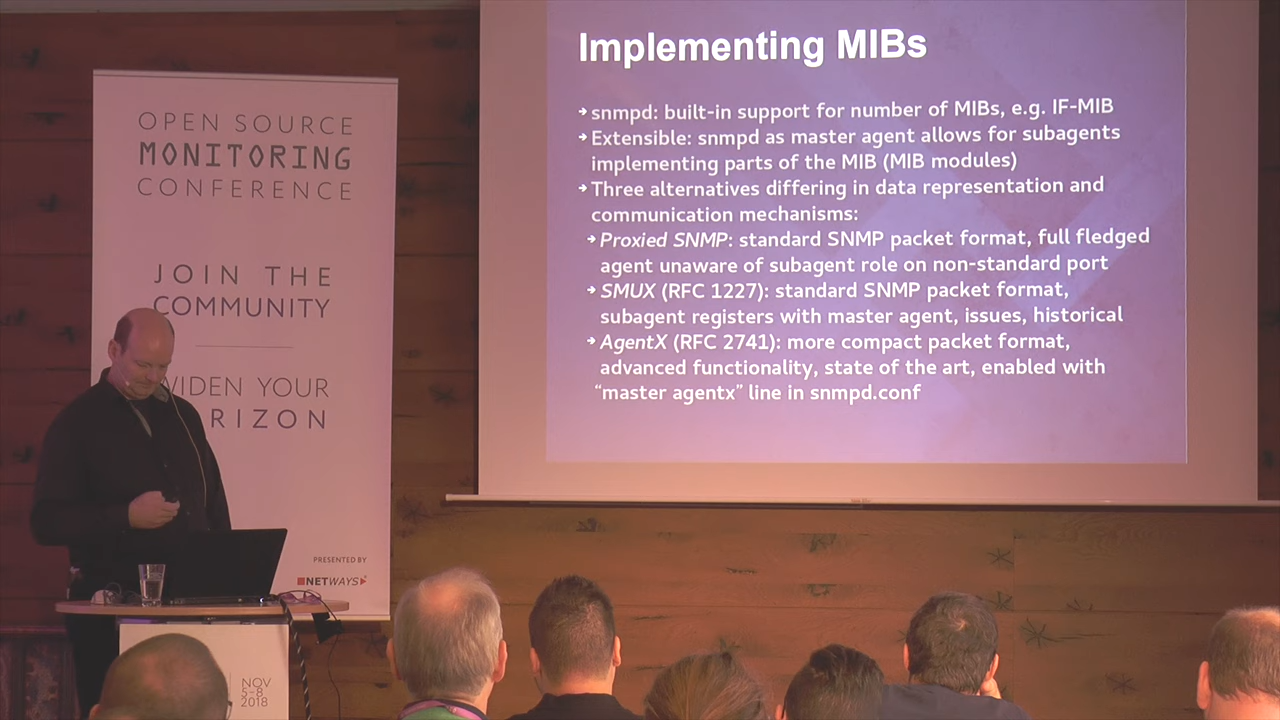 OPEN SOURCE
MONITORING
CONFERENCE
JOIN THE
COMMUNITY
WIDEN YOUR
RIZON
PRESENTED BY
NETWAYS
NOV
5-8
2018
Implementing MIBs
→ snmpd: built-in support for number of MIBs, e.g. IF-MIB
→ Extensible: snmpd as master agent allows for subagents
implementing parts of the MIB (MIB modules)
→ Three alternatives differing in data representation and
communication mechanisms:
→ Proxied SNMP: standard SNMP packet format, full fledged
agent unaware of subagent role on non-standard port
→ SMUX (RFC 1227): standard SNMP packet format,
subagent registers with master agent, issues, historical
→ AgentX (RFC 2741): more compact packet format,
advanced functionality, state of the art, enabled with
“master agentx” line in snmpd.conf